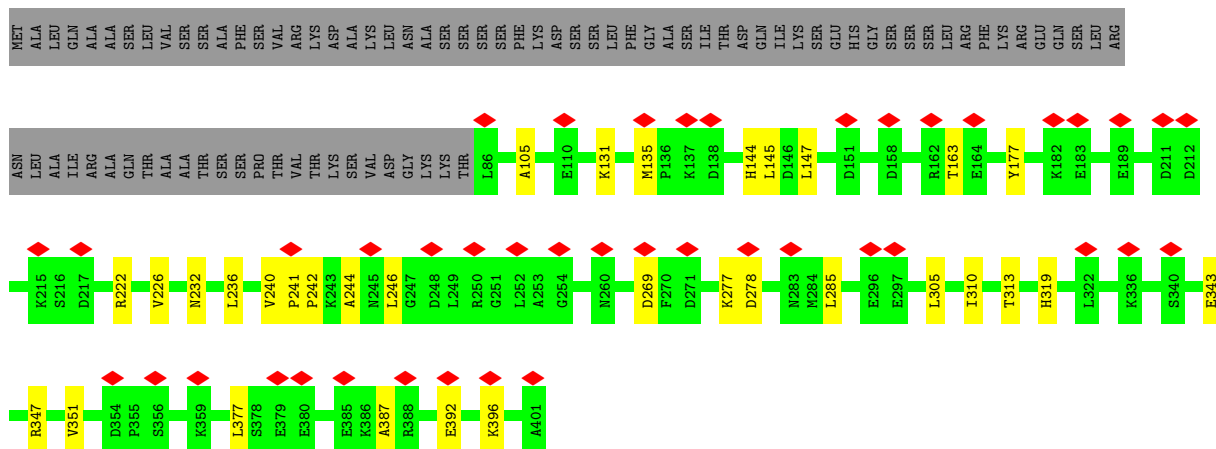 MET ALA LEU GLN ALA ALA SER LEU VAL SER SER ALA PHE SER VAL ARG LYS ASP ALA LYS LEU ASN ALA SER SER SER SER PHE LYS ASP SER SER LEU PHE GLY ALA SER ILE THR ASP GLN ILE LYS SER GLU HIS GLY SER SER SER LEU ARG PHE LYS ARG GLU GLN SER LEU ARG
ASN LEU ALA ILE ARG ALA GLN THR ALA ALA THR SER SER PRO THR VAL THR LYS SER VAL ASP GLY LYS LYS THR L86 A105 E110 K131 M135 P136 K137 D138 H144 L145 D146 L147 D151 D158 R162 T163 E164 Y177 K182 E183 E189 D211 D212
K215 S216 D217 R222 V226 N232 L236 V240 P241 P242 K243 A244 N245 L246 G247 D248 L249 R250 G251 L252 A253 G254 N260 D269 F270 D271 K277 D278 N283 M284 L285 E296 E297 L305 I310 T313 H319 L322 K336 S340 E343
R347 V351 D354 P355 S356 K359 L377 S378 E379 E380 E385 K386 A387 R388 E392 K396 A401